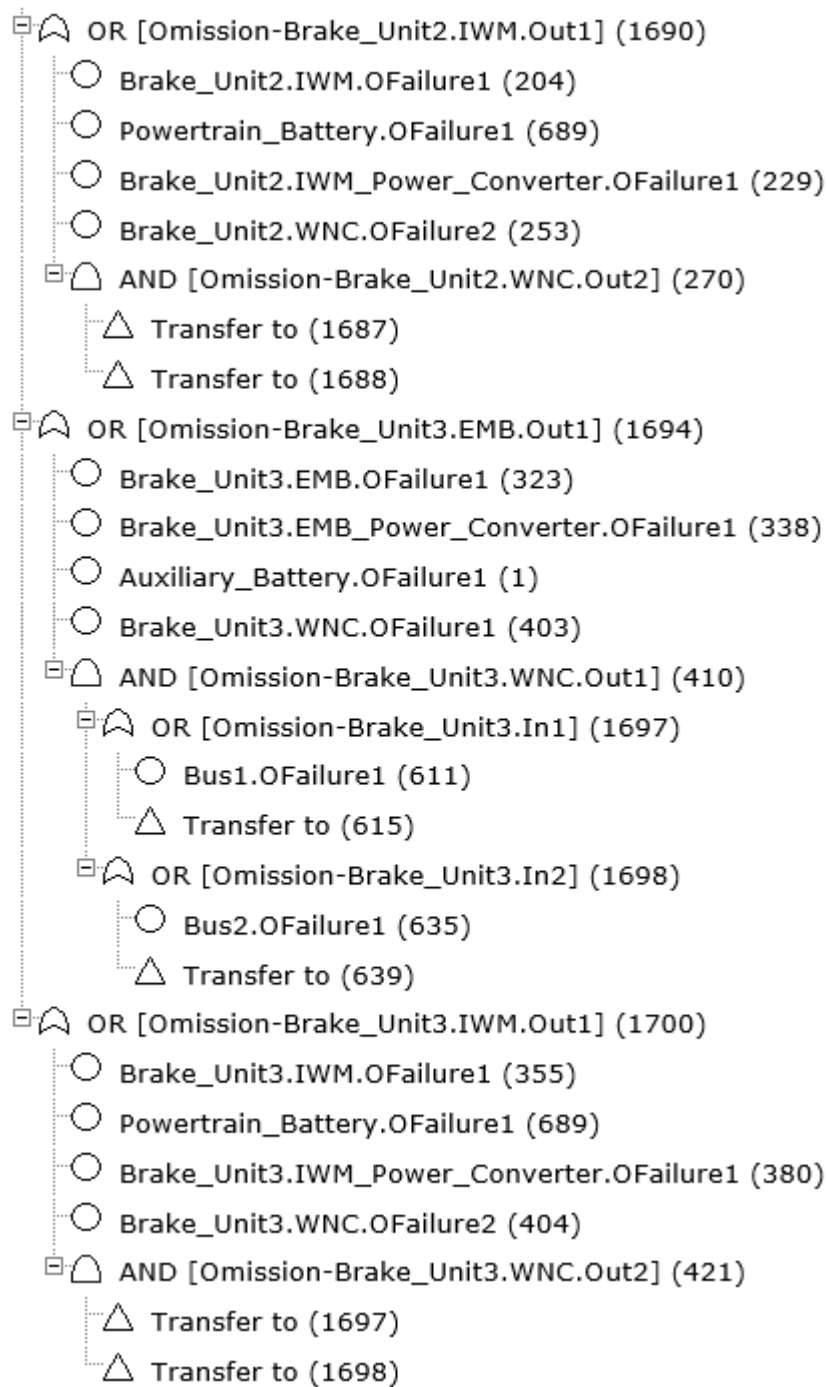 OR [Omission-Brake_Unit2.IWM.Out1] (1690)
Brake_Unit2.IWM.OFailure1 (204)
Powertrain_Battery.OFailure1 (689)
Brake_Unit2.IWM_Power_Converter.OFailure1 (229)
Brake_Unit2.WNC.OFailure2 (253)
AND [Omission-Brake_Unit2.WNC.Out2] (270)
Transfer to (1687)
Transfer to (1688)
OR [Omission-Brake_Unit3.EMB.Out1] (1694)
Brake_Unit3.EMB.OFailure1 (323)
Brake_Unit3.EMB_Power_Converter.OFailure1 (338)
Auxiliary_Battery.OFailure1 (1)
Brake_Unit3.WNC.OFailure1 (403)
AND [Omission-Brake_Unit3.WNC.Out1] (410)
OR [Omission-Brake_Unit3.In1] (1697)
Bus1.OFailure1 (611)
Transfer to (615)
OR [Omission-Brake_Unit3.In2] (1698)
Bus2.OFailure1 (635)
Transfer to (639)
OR [Omission-Brake_Unit3.IWM.Out1] (1700)
Brake_Unit3.IWM.OFailure1 (355)
Powertrain_Battery.OFailure1 (689)
Brake_Unit3.IWM_Power_Converter.OFailure1 (380)
Brake_Unit3.WNC.OFailure2 (404)
AND [Omission-Brake_Unit3.WNC.Out2] (421)
Transfer to (1697)
Transfer to (1698)